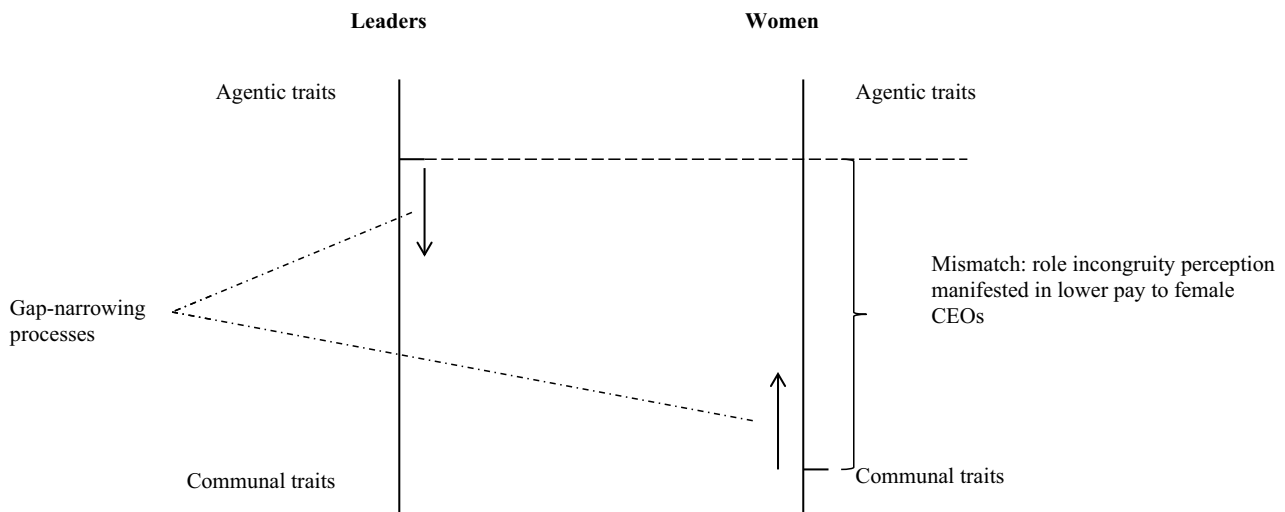 Leaders
Women
Agentic traits
Agentic traits
Mismatch: role incongruity perception
manifested in lower pay to female
CEOs
Gap-narrowing
processes
Communal traits
Communal traits